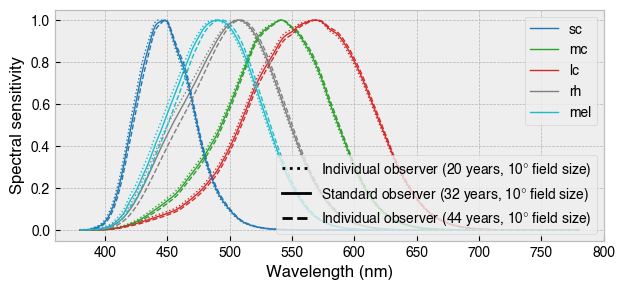 Spectral sensitivity
1.0
0.8
0.6
0.4
0.2
0.0
sc
mc
lc
rh
mel
Individual observer (20 years, 10° field size)
Standard observer (32 years, 10° field size)
Individual observer (44 years, 10° field size)
400 450 500 550 600 650 700 750 800
Wavelength (nm)